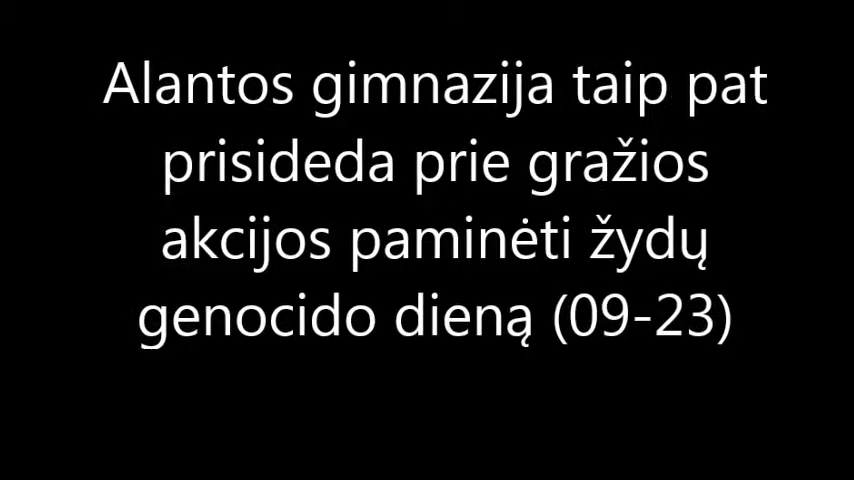 Alantos gimnazija taip pat
prisideda prie gražios
akcijos paminėti žydų
genocido dieną (09-23)